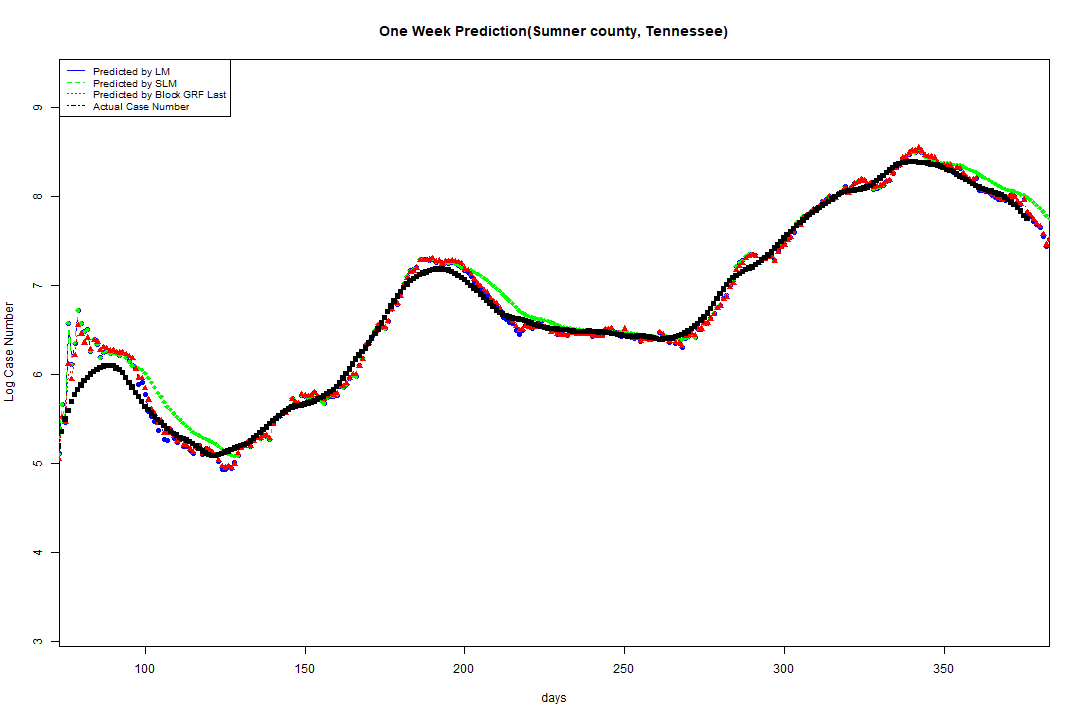 One Week Prediction(Sumner county, Tennessee)
Predicted by LM
Predicted by SLM
Predicted by Block GRF Last
Actual Case Number
9
8
7
6
5
4
3
Log Case Number
100
150
200
250
300
350
days